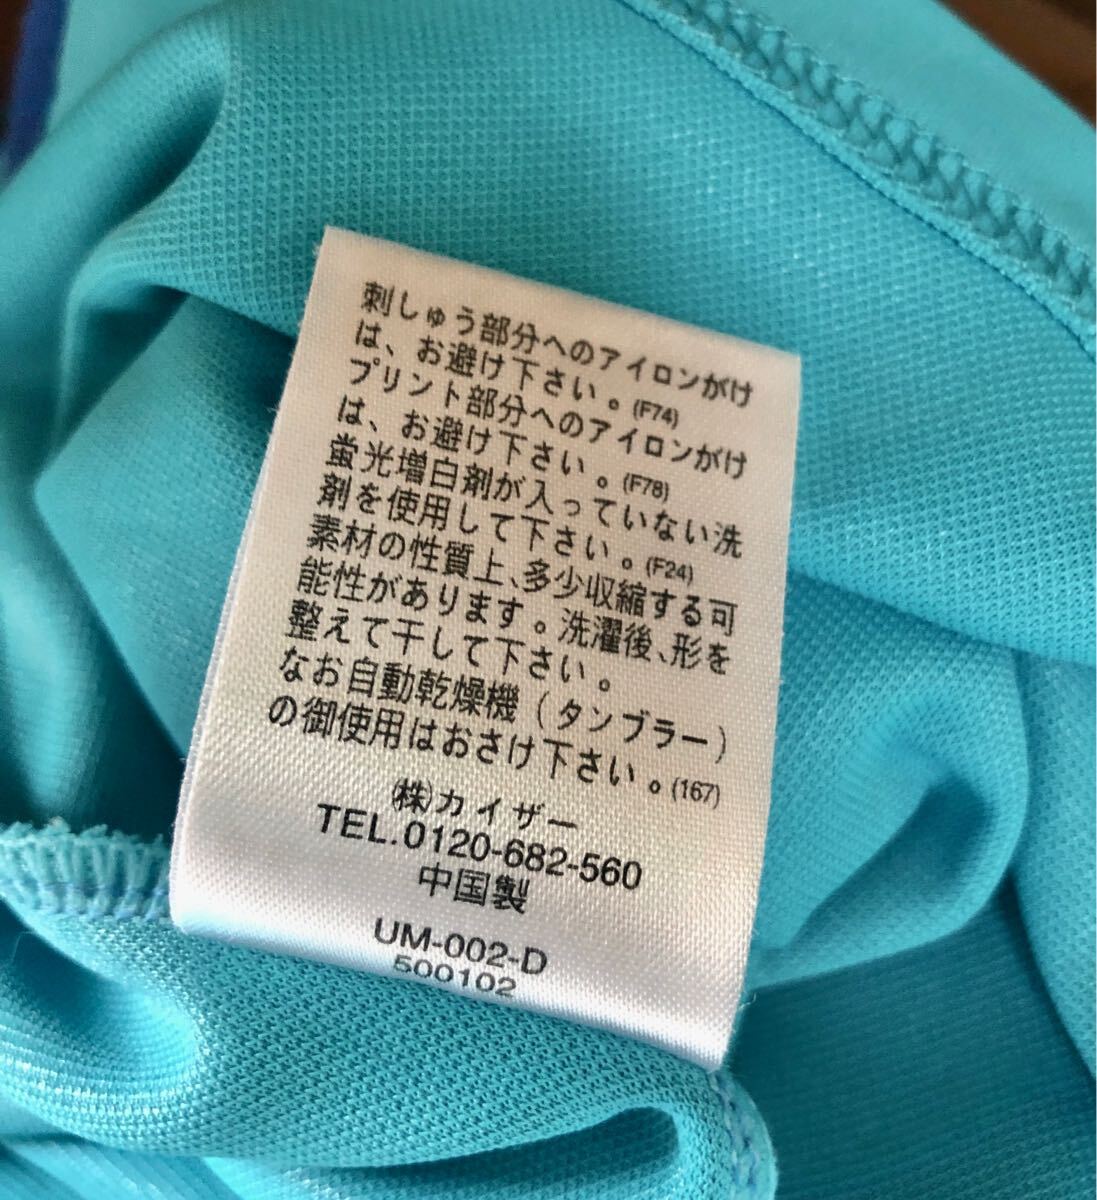 刺しゅう部分へのアイロンがけ
は、お避け下さい。(F74)
プリント部分へのアイロンがけ
は、お避け下さい。(F78)
蛍光増白剤が入っていない洗
剤を使用して下さい。(F24)
素材の性質上、多少収縮する可
能性があります。洗濯後、形を
整えて干して下さい。
なお自動乾燥機(タンブラー)
の御使用はおさけ下さい。(167)
㈱カイザー
TEL.0120-682-560
中国製
UM-002-D
500102